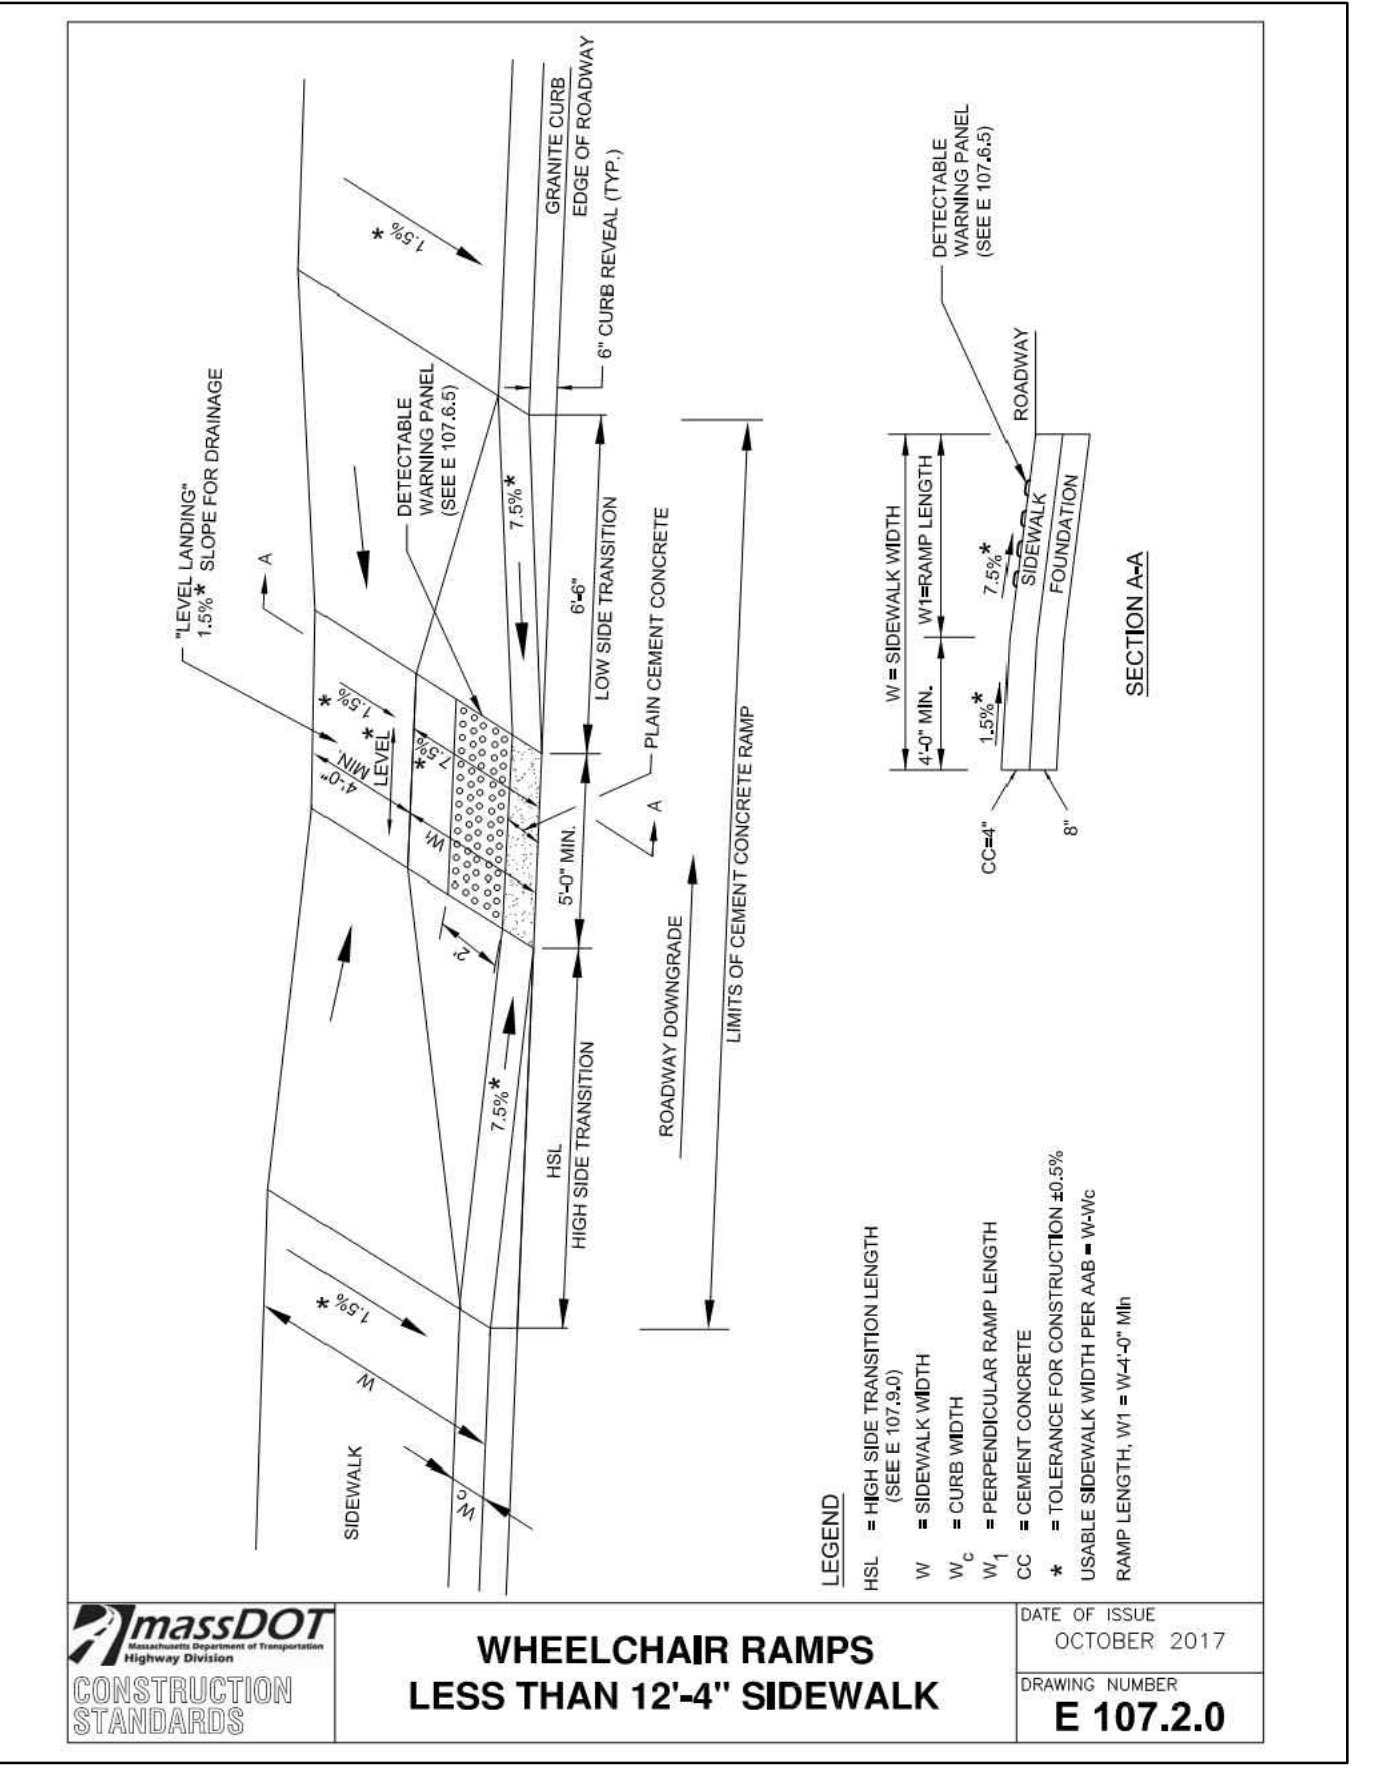 "LEVEL LANDING"
1.5%* SLOPE FOR DRAINAGE
A
DETECTABLE
WARNING PANEL
(SEE E 107.6.5)
GRANITE CURB
EDGE OF ROADWAY
6" CURB REVEAL (TYP.)
1.5% *
1.5% *
LEVEL *
4'-0"
MIN.
7.5% *
W1
2'
7.5%*
7.5%*
6'-6"
LOW SIDE TRANSITION
PLAIN CEMENT CONCRETE
5'-0" MIN.
A
HSL
HIGH SIDE TRANSITION
ROADWAY DOWNGRADE
LIMITS OF CEMENT CONCRETE RAMP
1.5% *
W
SIDEWALK
Wc
DETECTABLE
WARNING PANEL
(SEE E 107.6.5)
ROADWAY
W = SIDEWALK WIDTH
4'-0" MIN.
W1=RAMP LENGTH
1.5%*
7.5%*
SIDEWALK
FOUNDATION
CC=4"
8"
SECTION A-A
LEGEND
HSL = HIGH SIDE TRANSITION LENGTH
(SEE E 107.9.0)
W = SIDEWALK WIDTH
Wc = CURB WIDTH
W1 = PERPENDICULAR RAMP LENGTH
CC = CEMENT CONCRETE
* = TOLERANCE FOR CONSTRUCTION ±0.5%
USABLE SIDEWALK WIDTH PER AAB = W-Wc
RAMP LENGTH, W1 = W-4'-0" Min
massDOT
Massachusetts Department of Transportation
Highway Division
CONSTRUCTION
STANDARDS
WHEELCHAIR RAMPS
LESS THAN 12'-4" SIDEWALK
DATE OF ISSUE
OCTOBER 2017
DRAWING NUMBER
E 107.2.0